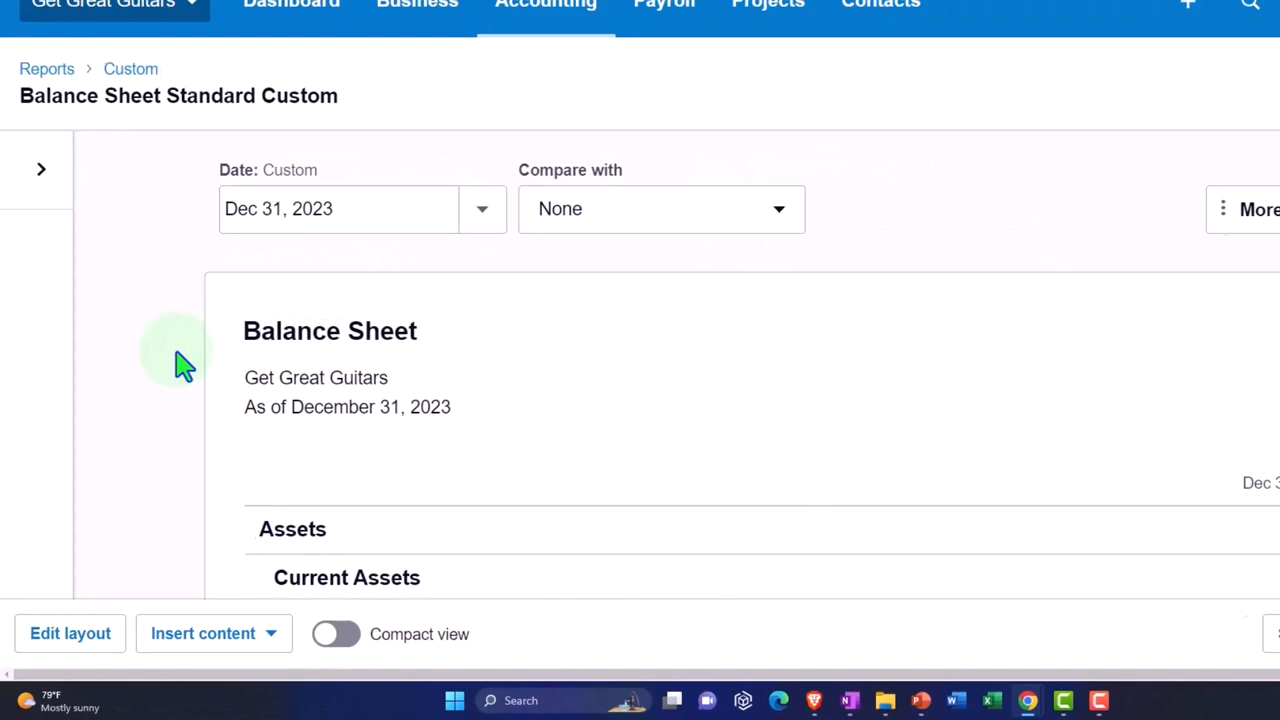 Get Great Guitars Dashboard Business Accounting Payroll Projects Contacts
Reports > Custom
Balance Sheet Standard Custom
Date: Custom Compare with
Dec 31, 2023 None More
Balance Sheet
Get Great Guitars
As of December 31, 2023
Dec 3
Assets
Current Assets
Edit layout Insert content Compact view
79°F
Mostly sunny
Search